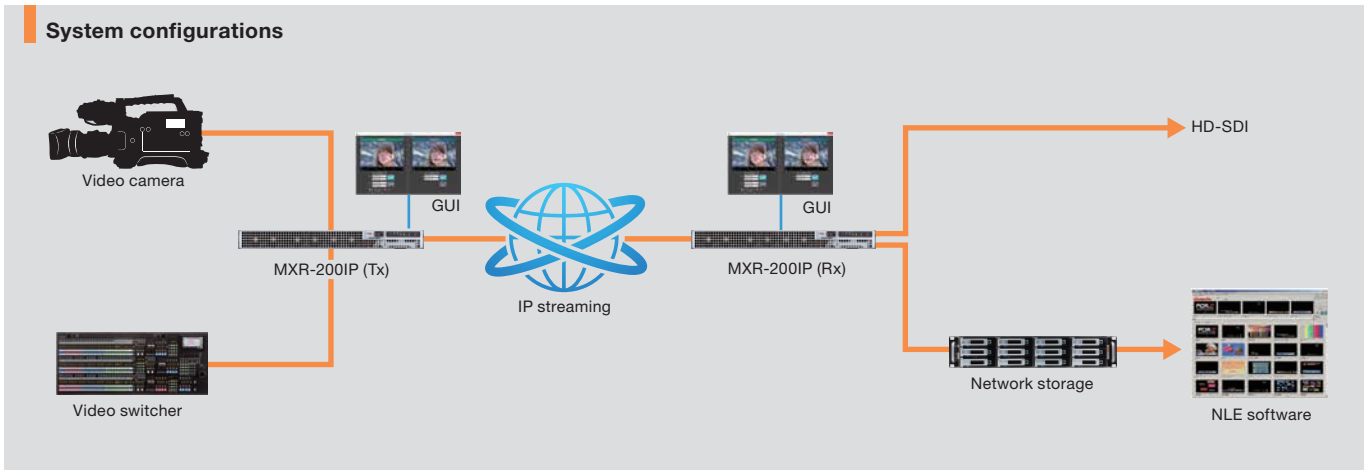 System configurations
Video camera
GUI
MXR-200IP (Tx)
Video switcher
IP streaming
GUI
MXR-200IP (Rx)
HD-SDI
Network storage
NLE software